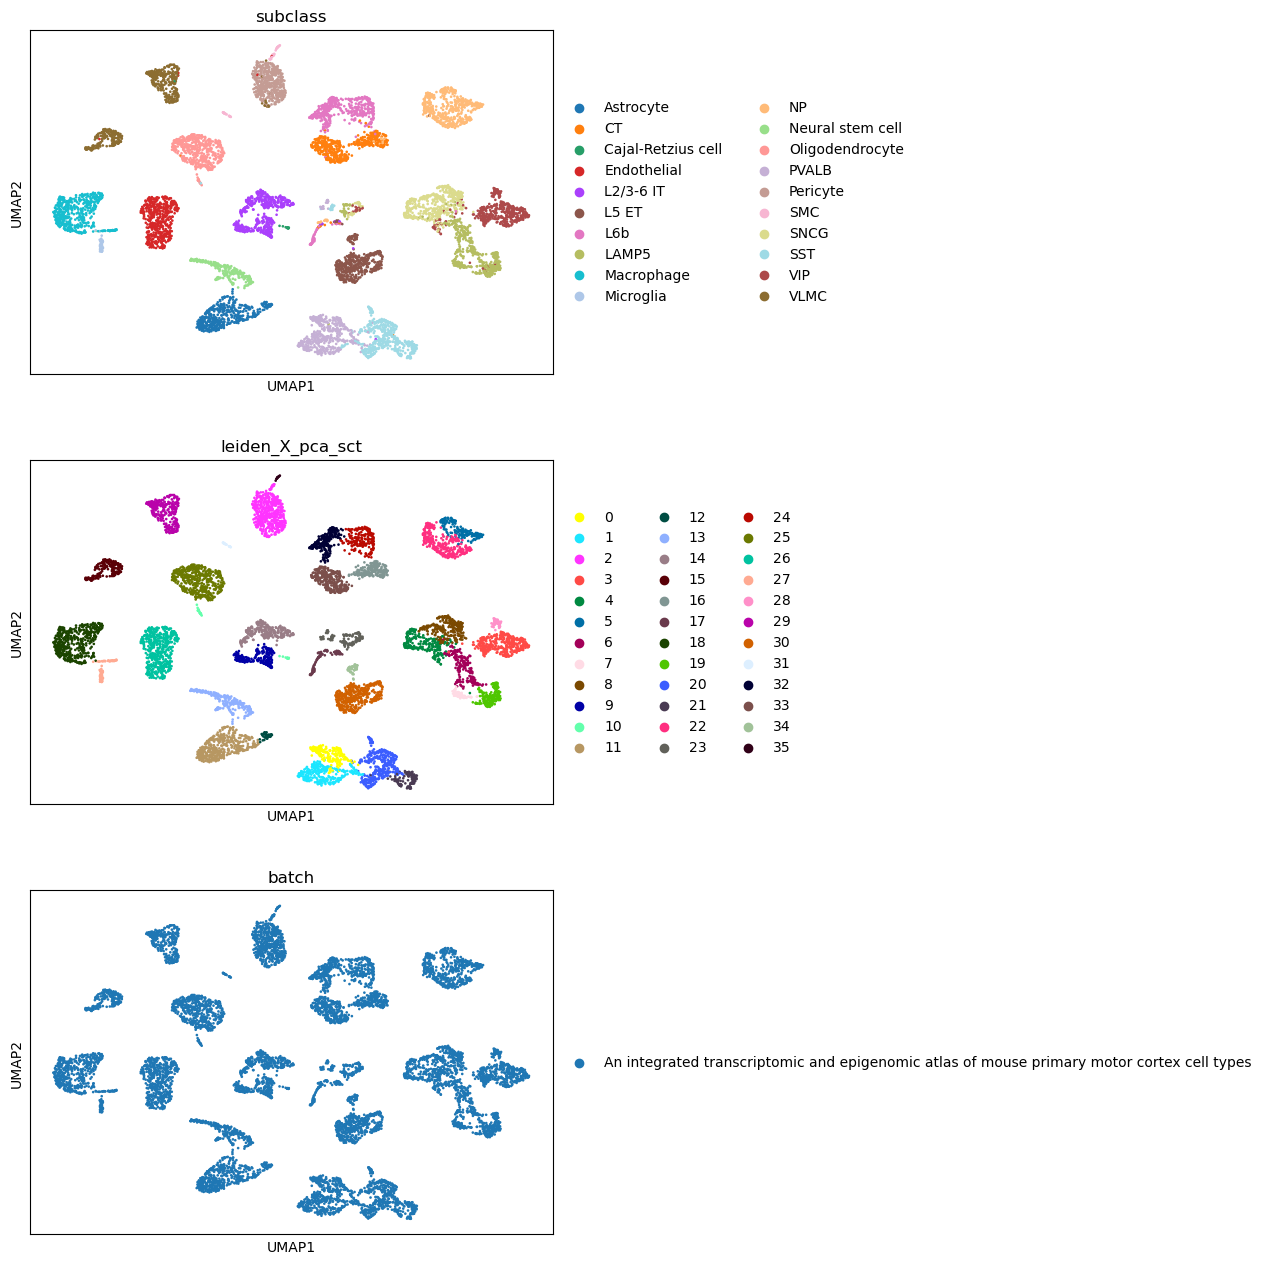 subclass
UMAP2
UMAP1
Astrocyte
CT
Cajal-Retzius cell
Endothelial
L2/3-6 IT
L5 ET
L6b
LAMP5
Macrophage
Microglia
NP
Neural stem cell
Oligodendrocyte
PVALB
Pericyte
SMC
SNCG
SST
VIP
VLMC
leiden_X_pca_sct
UMAP2
UMAP1
0
1
2
3
4
5
6
7
8
9
10
11
12
13
14
15
16
17
18
19
20
21
22
23
24
25
26
27
28
29
30
31
32
33
34
35
batch
UMAP2
UMAP1
An integrated transcriptomic and epigenomic atlas of mouse primary motor cortex cell types